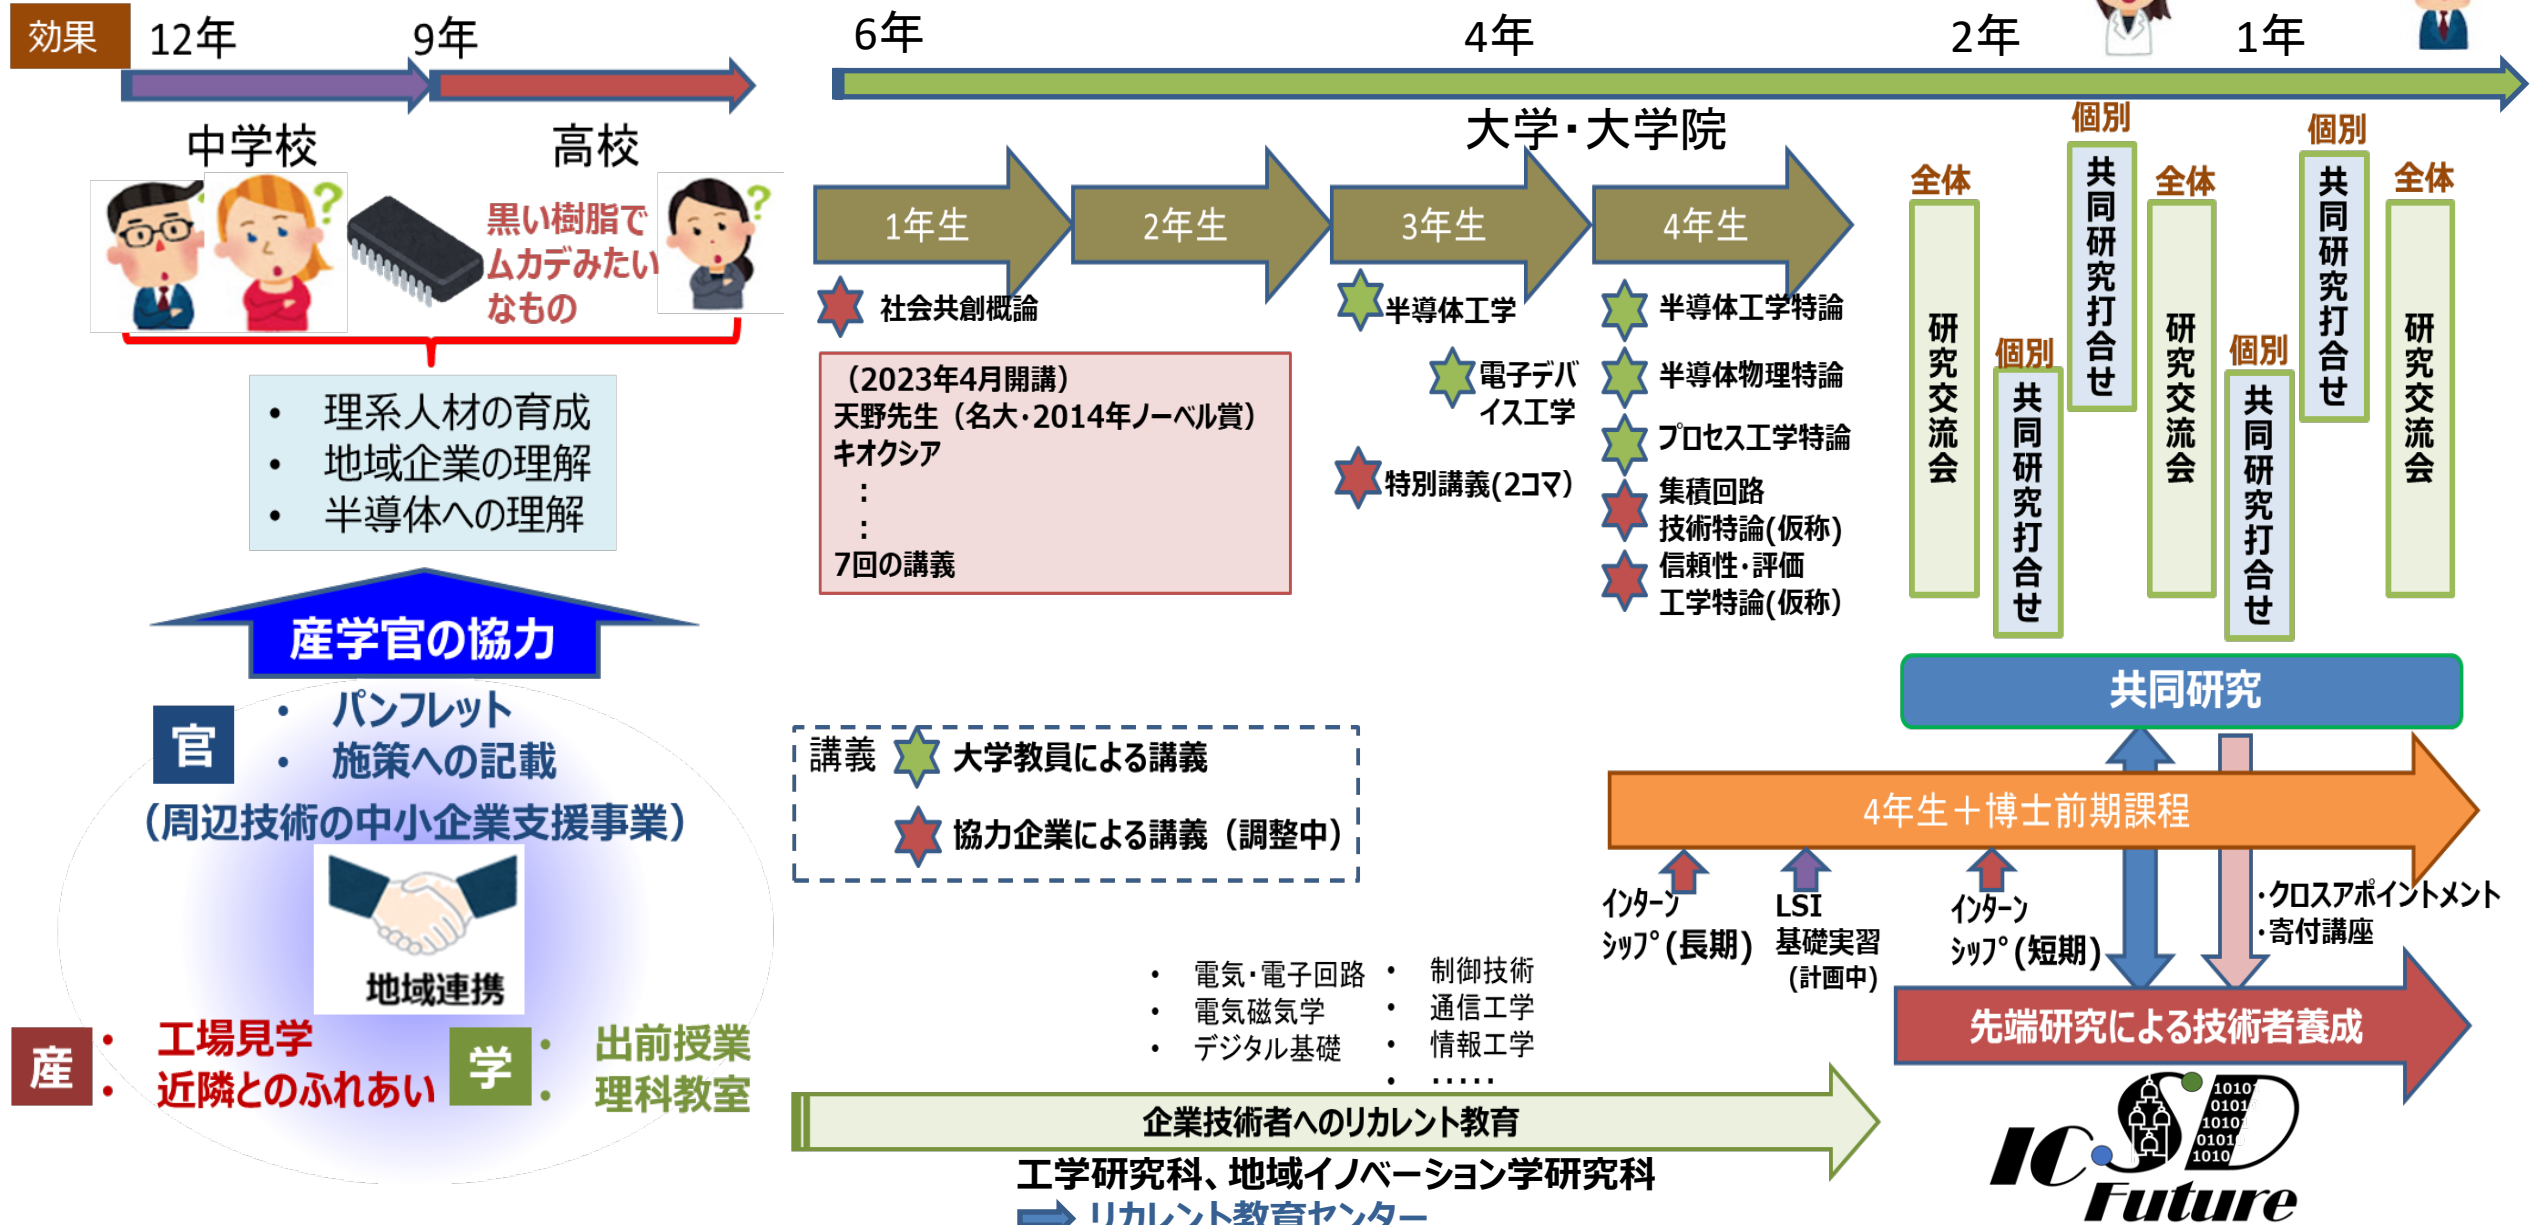 効果
12年
9年
6年
4年
2年
1年
中学校
高校
大学・大学院
黒い樹脂で
ムカデみたい
なもの
・ 理系人材の育成
・ 地域企業の理解
・ 半導体への理解
産学官の協力
官
・ パンフレット
・ 施策への記載
（周辺技術の中小企業支援事業）
地域連携
産
・ 工場見学
・ 近隣とのふれあい
学
・ 出前授業
・ 理科教室
1年生
2年生
3年生
4年生
社会共創概論
（2023年4月開講）
天野先生（名大・2014年ノーベル賞）
キオクシア
：
：
7回の講義
半導体工学
電子デバ
イス工学
特別講義(2コマ）
半導体工学特論
半導体物理特論
プロセス工学特論
集積回路
技術特論(仮称)
信頼性・評価
工学特論(仮称）
講義
大学教員による講義
協力企業による講義（調整中）
全体
研究交流会
個別
共同研究打合せ
個別
共同研究打合せ
全体
研究交流会
個別
共同研究打合せ
個別
共同研究打合せ
全体
研究交流会
共同研究
4年生＋博士前期課程
インターン
シップ(長期）
LSI
基礎実習
(計画中)
インターン
シップ(短期）
・クロスアポイントメント
・寄付講座
先端研究による技術者養成
・ 電気・電子回路
・ 電気磁気学
・ デジタル基礎
・ 制御技術
・ 通信工学
・ 情報工学
・ ・・・・・
企業技術者へのリカレント教育
工学研究科、地域イノベーション学研究科
リカレント教育センター
10101
01010
10101
01010
1010
IC SD
Future